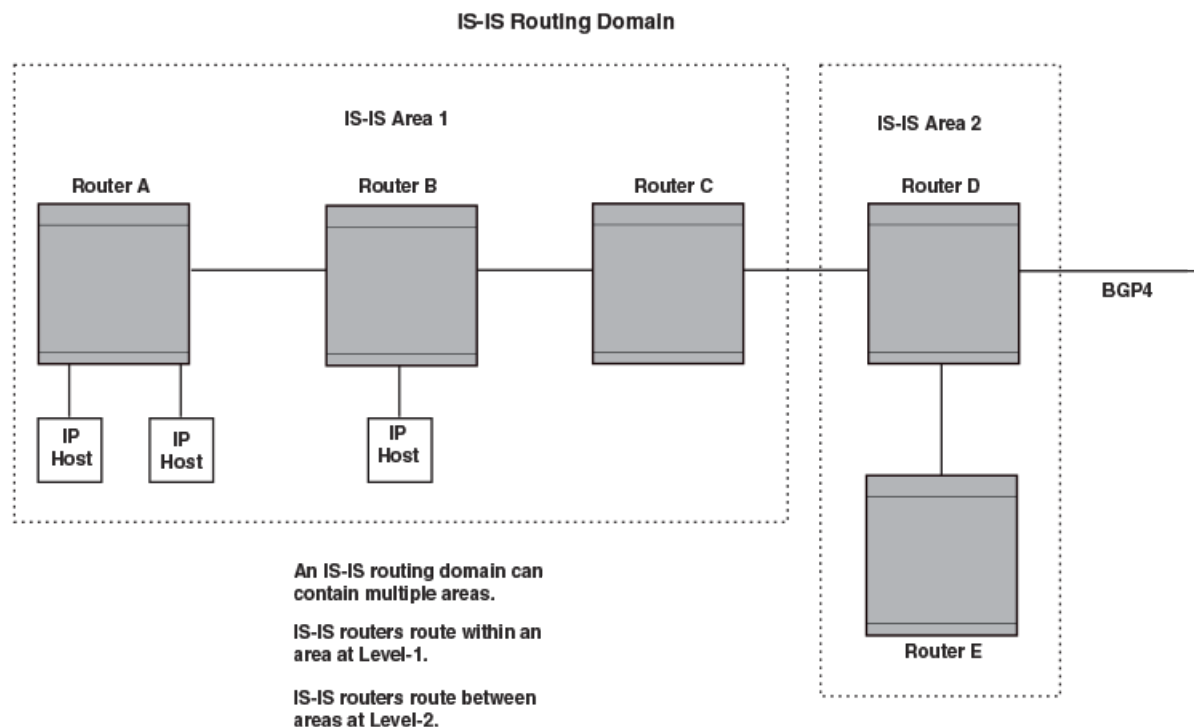 IS-IS Routing Domain
IS-IS Area 1
IS-IS Area 2
Router A
Router B
Router C
Router D
BGP4
IP
Host
IP
Host
IP
Host
Router E
An IS-IS routing domain can
contain multiple areas.
IS-IS routers route within an
area at Level-1.
IS-IS routers route between
areas at Level-2.